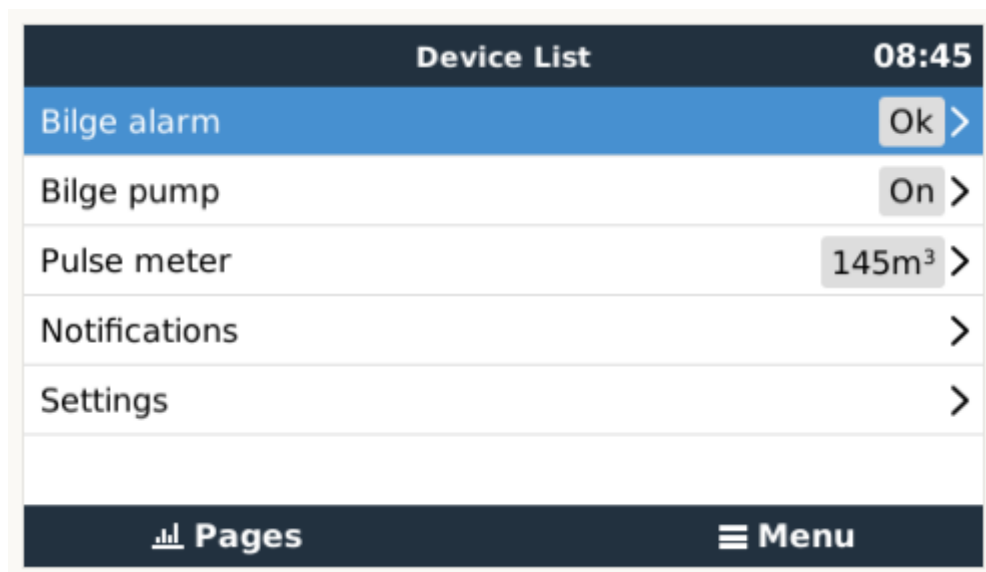 Device List 08:45
Bilge alarm Ok
Bilge pump On
Pulse meter 145m³
Notifications
Settings
Pages Menu